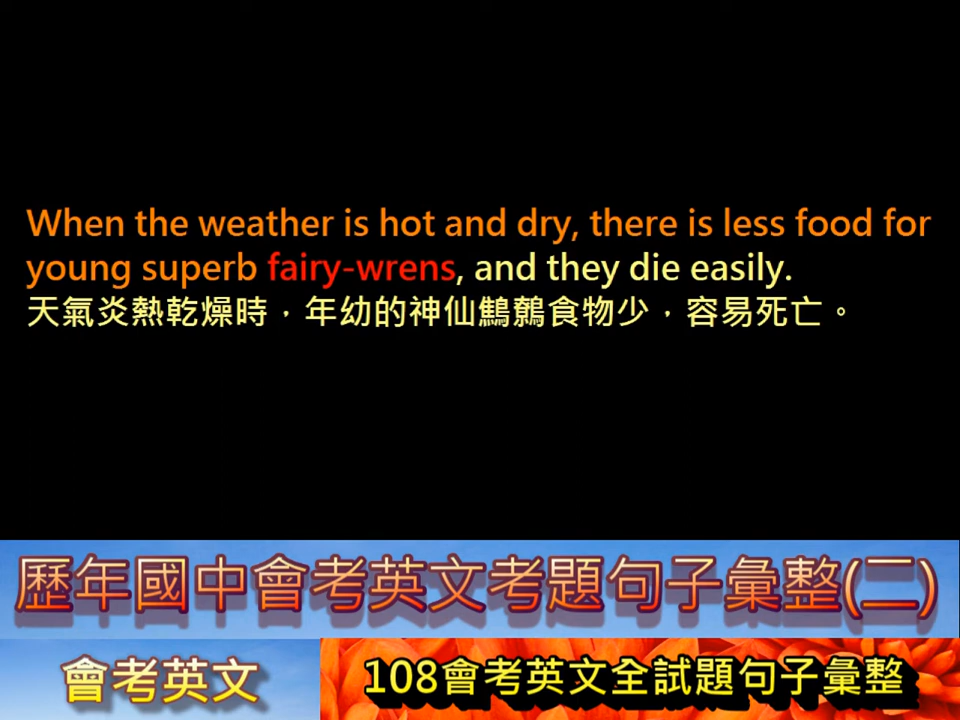 When the weather is hot and dry, there is less food for
young superb fairy-wrens, and they die easily.
天氣炎熱乾燥時，年幼的神仙鷦鷯食物少，容易死亡。
歷年國中會考英文考題句子彙整(二)
會考英文
108會考英文全試題句子彙整